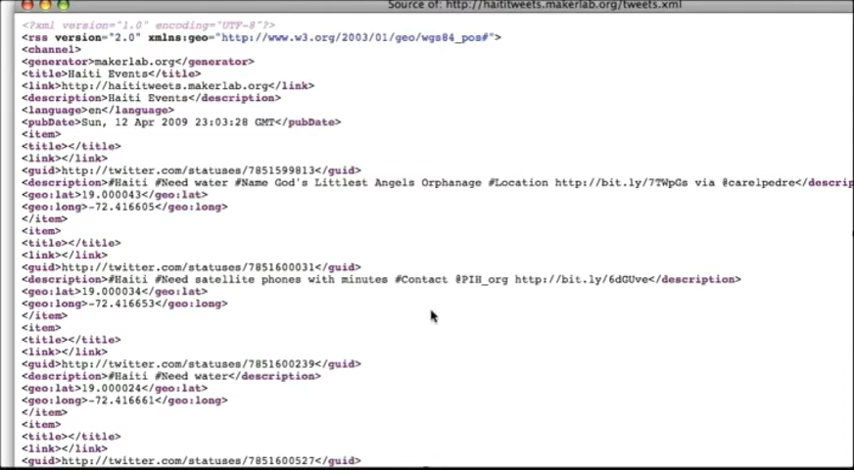 Source of: http://haititweets.makerlab.org/tweets.xml
<?xml version="1.0" encoding="UTF-8"?>
<rss version="2.0" xmlns:geo="http://www.w3.org/2003/01/geo/wgs84_pos#">
<channel>
<generator>makerlab.org</generator>
<title>Haiti Events</title>
<link>http://haititweets.makerlab.org</link>
<description>Haiti Events</description>
<language>en</language>
<pubDate>Sun, 12 Apr 2009 23:03:28 GMT</pubDate>
<item>
<title></title>
<link></link>
<guid>http://twitter.com/statuses/7851599813</guid>
<description>#Haiti #Need water #Name God's Littlest Angels Orphanage #Location http://bit.ly/7TWpGs via @carelpedre</descrip
<geo:lat>19.000043</geo:lat>
<geo:long>-72.416605</geo:long>
</item>
<item>
<title></title>
<link></link>
<guid>http://twitter.com/statuses/7851600031</guid>
<description>#Haiti #Need satellite phones with minutes #Contact @PIH_org http://bit.ly/6dGUve</description>
<geo:lat>19.000034</geo:lat>
<geo:long>-72.416653</geo:long>
</item>
<item>
<title></title>
<link></link>
<guid>http://twitter.com/statuses/7851600239</guid>
<description>#Haiti #Need water</description>
<geo:lat>19.000024</geo:lat>
<geo:long>-72.416661</geo:long>
</item>
<item>
<title></title>
<link></link>
<guid>http://twitter.com/statuses/7851600527</guid>